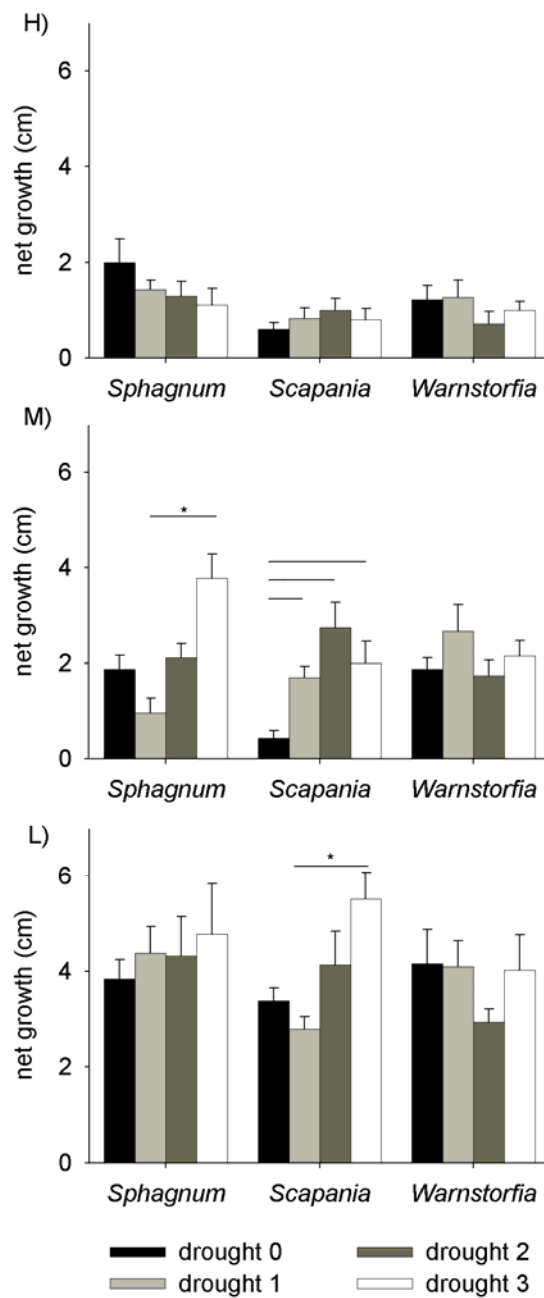 H)
net growth (cm)
6
4
2
0
Sphagnum Scapania Warnstorfia
M)
net growth (cm)
6
4
2
0
*
Sphagnum Scapania Warnstorfia
L)
net growth (cm)
6
4
2
0
*
Sphagnum Scapania Warnstorfia
drought 0 drought 2
drought 1 drought 3